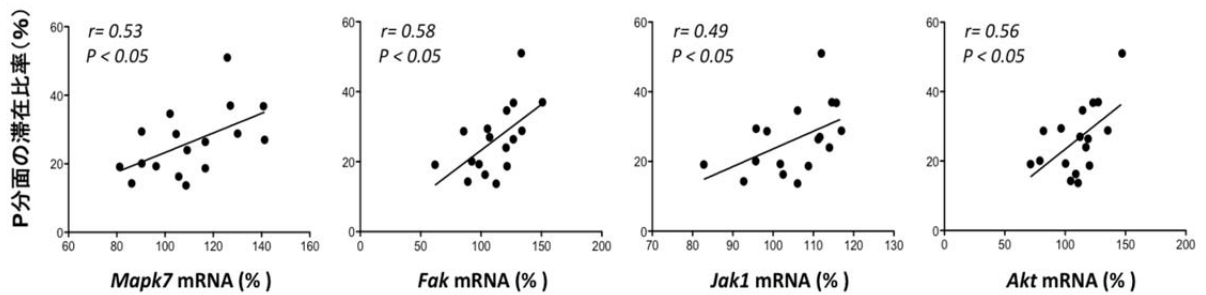 P分画の滞在比率(%)
r= 0.53
P < 0.05
60
40
20
0
60 80 100 120 140 160
Mapk7 mRNA (% )
r= 0.58
P < 0.05
60
40
20
0
0 50 100 150 200
Fak mRNA (% )
r= 0.49
P < 0.05
60
40
20
0
70 80 90 100 110 120 130
Jak1 mRNA (% )
r= 0.56
P < 0.05
60
40
20
0
0 50 100 150 200
Akt mRNA (% )